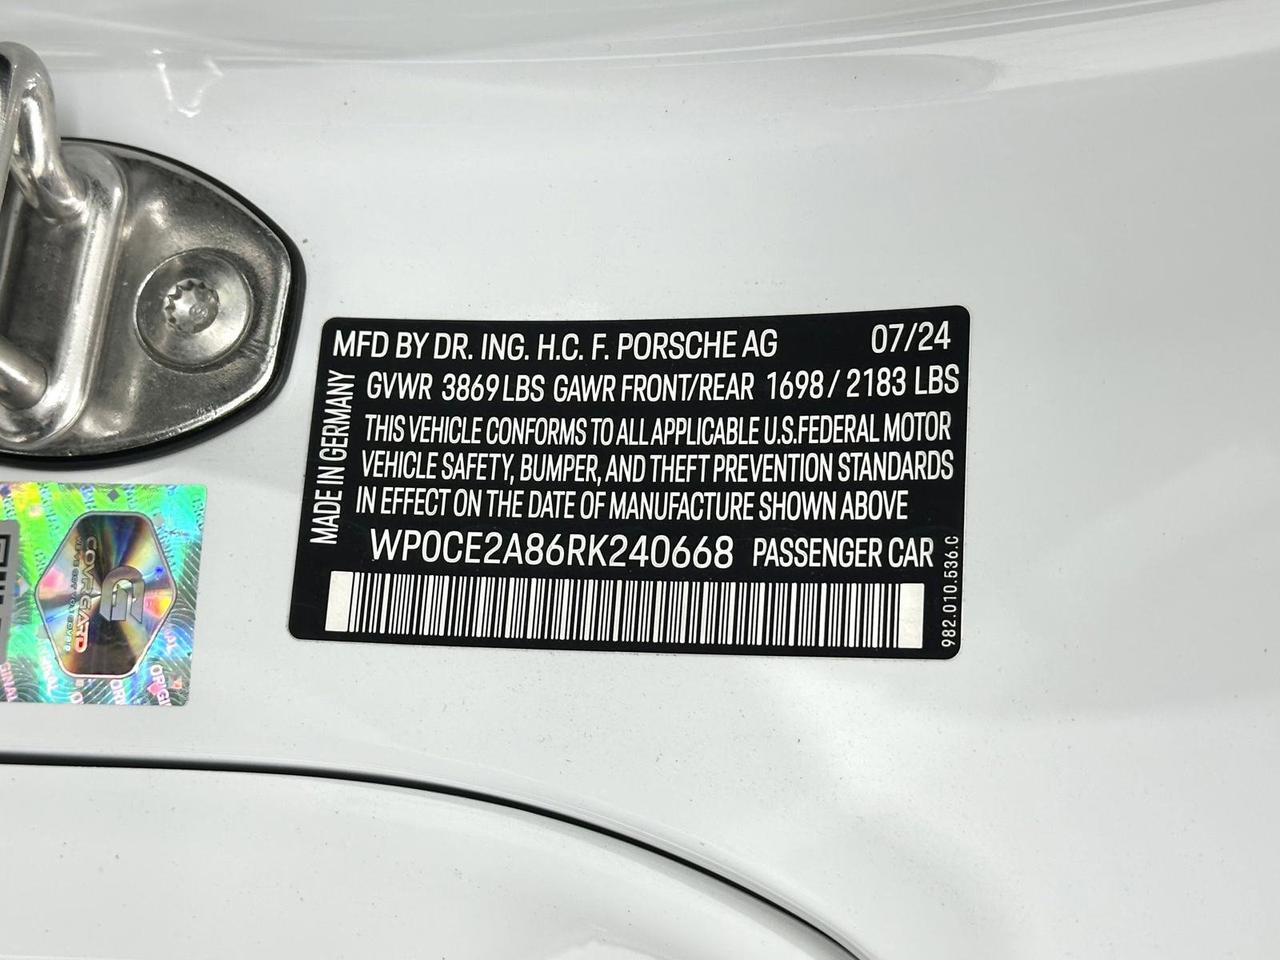 MFD BY DR. ING. H.C. F. PORSCHE AG 07/24
GVWR 3869 LBS GAWR FRONT/REAR 1698 / 2183 LBS
THIS VEHICLE CONFORMS TO ALL APPLICABLE U.S.FEDERAL MOTOR
VEHICLE SAFETY, BUMPER, AND THEFT PREVENTION STANDARDS
IN EFFECT ON THE DATE OF MANUFACTURE SHOWN ABOVE
WP0CE2A86RK240668 PASSENGER CAR
MADE IN GERMANY
982.010.536.C
COVRGARD
ORIGINAL